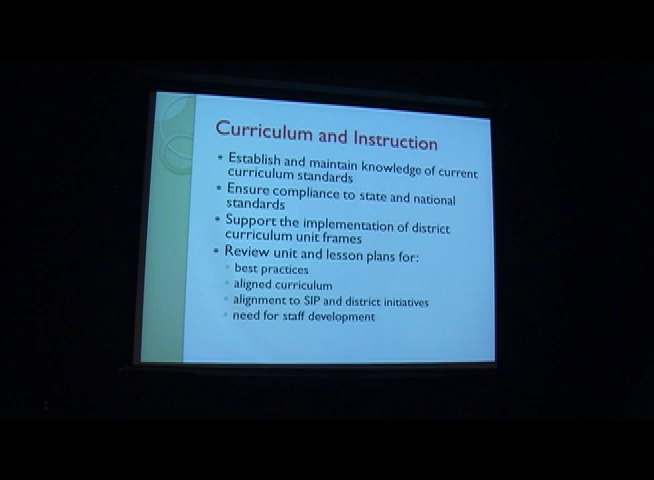 Curriculum and Instruction
• Establish and maintain knowledge of current
curriculum standards
• Ensure compliance to state and national
standards
• Support the implementation of district
curriculum unit frames
• Review unit and lesson plans for:
◦ best practices
◦ aligned curriculum
◦ alignment to SIP and district initiatives
◦ need for staff development